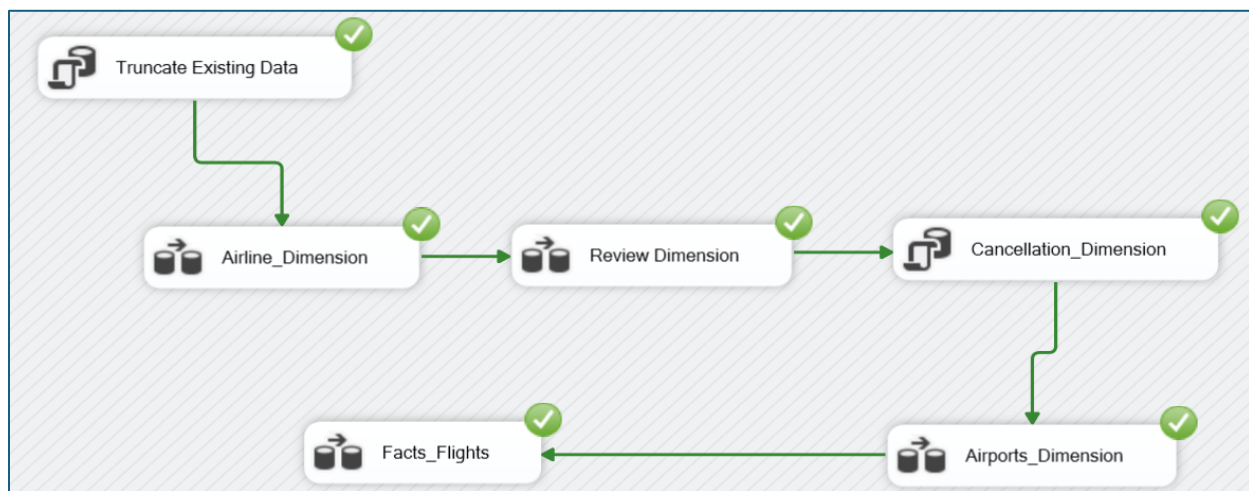 Truncate Existing Data
Airline_Dimension
Review Dimension
Cancellation_Dimension
Facts_Flights
Airports_Dimension